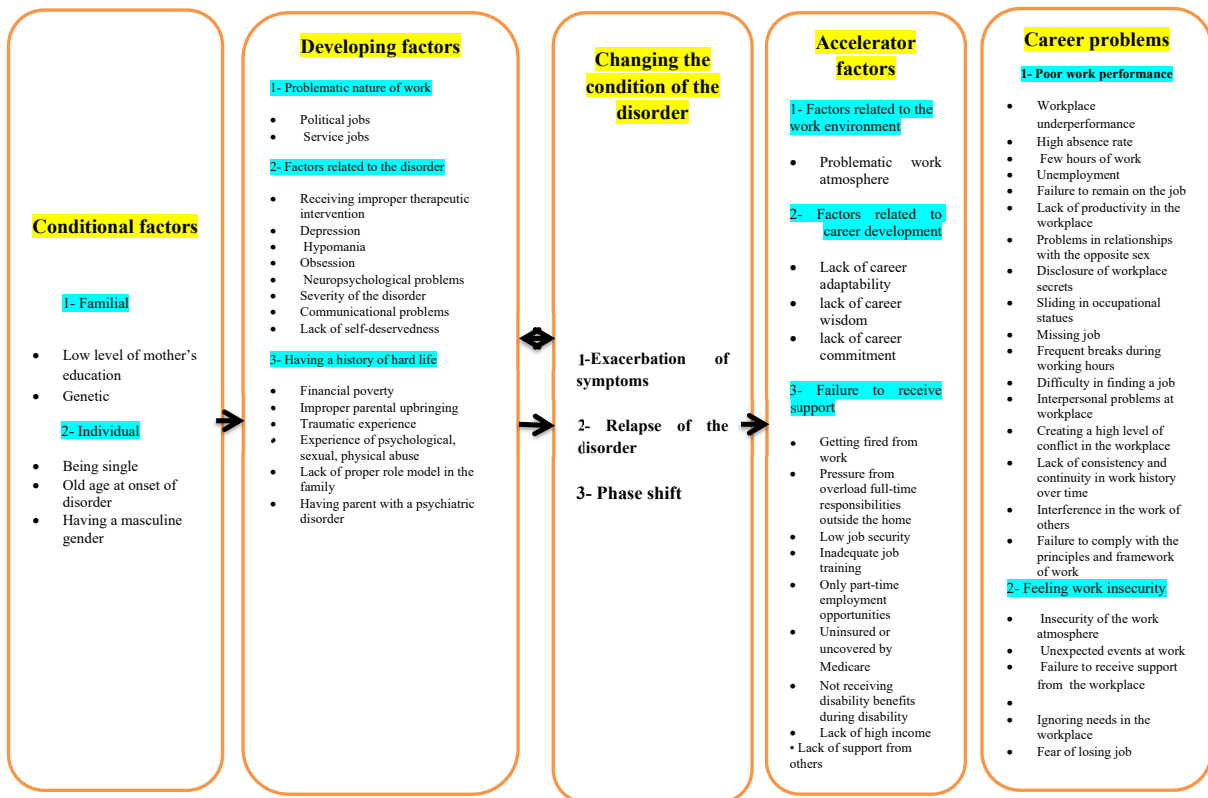 Conditional factors
1- Familial
• Low level of mother's
education
• Genetic
2- Individual
• Being single
• Old age at onset of
disorder
• Having a masculine
gender
Developing factors
1- Problematic nature of work
• Political jobs
• Service jobs
2- Factors related to the disorder
• Receiving improper therapeutic
intervention
• Depression
• Hypomania
• Obsession
• Neuropsychological problems
• Severity of the disorder
• Communicational problems
• Lack of self-deservedness
3- Having a history of hard life
• Financial poverty
• Improper parental upbringing
• Traumatic experience
• Experience of psychological,
sexual, physical abuse
• Lack of proper role model in the
family
• Having parent with a psychiatric
disorder
Changing the
condition of the
disorder
1-Exacerbation of
symptoms
2- Relapse of the
disorder
3- Phase shift
Accelerator
factors
1- Factors related to the
work environment
• Problematic work
atmosphere
2- Factors related to
career development
• Lack of career
adaptability
• lack of career
wisdom
• lack of career
commitment
3- Failure to receive
support
• Getting fired from
work
• Pressure from
overload full-time
responsibilities
outside the home
• Low job security
• Inadequate job
training
• Only part-time
employment
opportunities
• Uninsured or
uncovered by
Medicare
• Not receiving
disability benefits
during disability
• Lack of high income
• Lack of support from
others
Career problems
1- Poor work performance
• Workplace
underperformance
• High absence rate
• Few hours of work
• Unemployment
• Failure to remain on the job
• Lack of productivity in the
workplace
• Problems in relationships
with the opposite sex
• Disclosure of workplace
secrets
• Sliding in occupational
statues
• Missing job
• Frequent breaks during
working hours
• Difficulty in finding a job
• Interpersonal problems at
workplace
• Creating a high level of
conflict in the workplace
• Lack of consistency and
continuity in work history
over time
• Interference in the work of
others
• Failure to comply with the
principles and framework
of work
2- Feeling work insecurity
• Insecurity of the work
atmosphere
• Unexpected events at work
• Failure to receive support
from the workplace
•
• Ignoring needs in the
workplace
• Fear of losing job